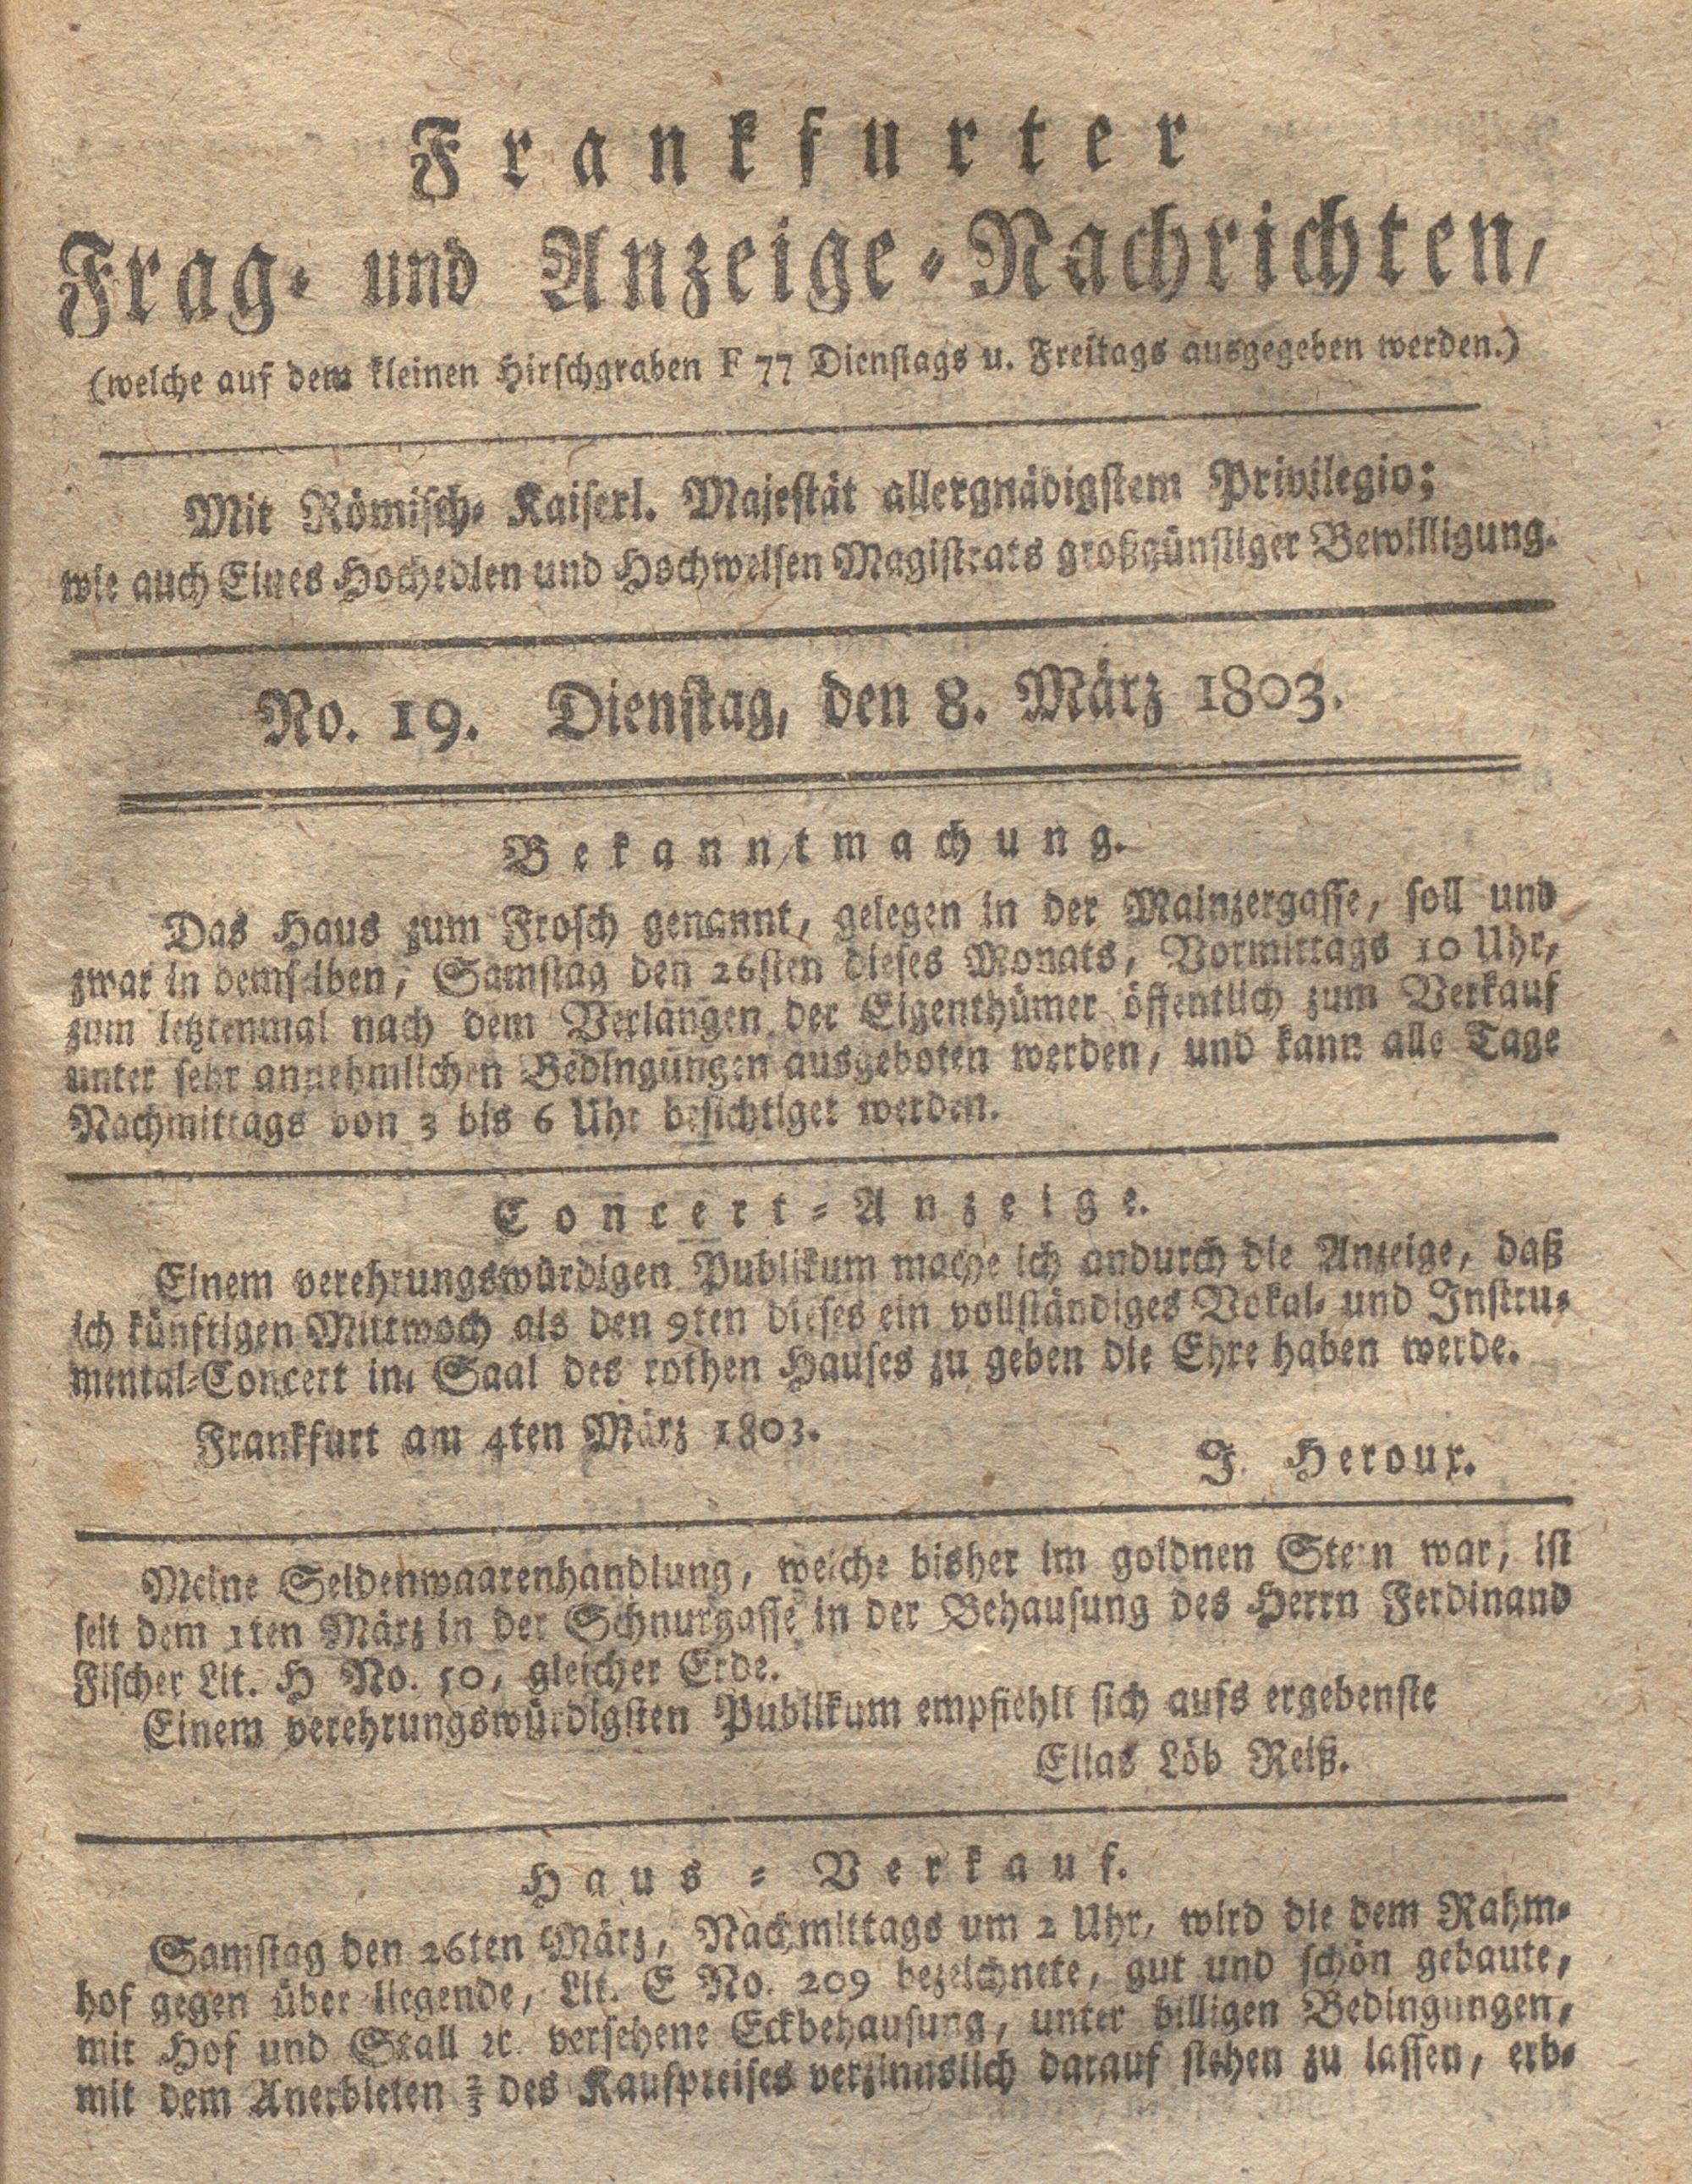 Frankfurter
Frag- und Anzeige-Nachrichten,
(welche auf dem kleinen Hirschgraben F 77 Dienstags u. Freitags ausgegeben werden.)
Mit Römisch- Kaiserl. Majestät allergnädigstem Privilegio;
wie auch Eines Hochedlen und Hochweisen Magistrats großgünstiger Bewilligung.
No. 19. Dienstag, den 8. März 1803.
Bekanntmachung.
Das Haus zum Frosch genannt, gelegen in der Mainzergasse, soll und
zwar in demselben, Samstag den 26sten dieses Monats, Vormittags 10 Uhr,
zum letztenmal nach dem Verlangen der Eigenthümer öffentlich zum Verkauf
unter sehr annehmlichen Bedingungen ausgeboten werden, und kann alle Tage
Nachmittags von 3 bis 6 Uhr besichtiget werden.
Concert-Anzeige.
Einem verehrungswürdigen Publikum mache ich andurch die Anzeige, daß
ich künftigen Mittwoch als den 9ten dieses ein vollständiges Vokal- und Instru-
mental-Concert im Saal des rothen Hauses zu geben die Ehre haben werde.
Frankfurt am 4ten März 1803.
J. Heroux.
Meine Seidenwaarenhandlung, welche bisher im goldnen Stern war, ist
seit dem 1ten März in der Schnurgasse in der Behausung des Herrn Ferdinand
Fischer Lit. H No. 50, gleicher Erde.
Einem verehrungswürdigsten Publikum empfiehlt sich aufs ergebenste
Elias Löb Reiß.
Haus-Verkauf.
Samstag den 26ten März, Nachmittags um 2 Uhr, wird die dem Rahm-
hof gegen über liegende, Lit. E No. 209 bezeichnete, gut und schön gebaute,
mit Hof und Stall ꝛc. versehene Eckbehausung, unter billigen Bedingungen,
mit dem Anerbieten ⅔ des Kaufpreises verzinnslich darauf stehen zu lassen, erb-